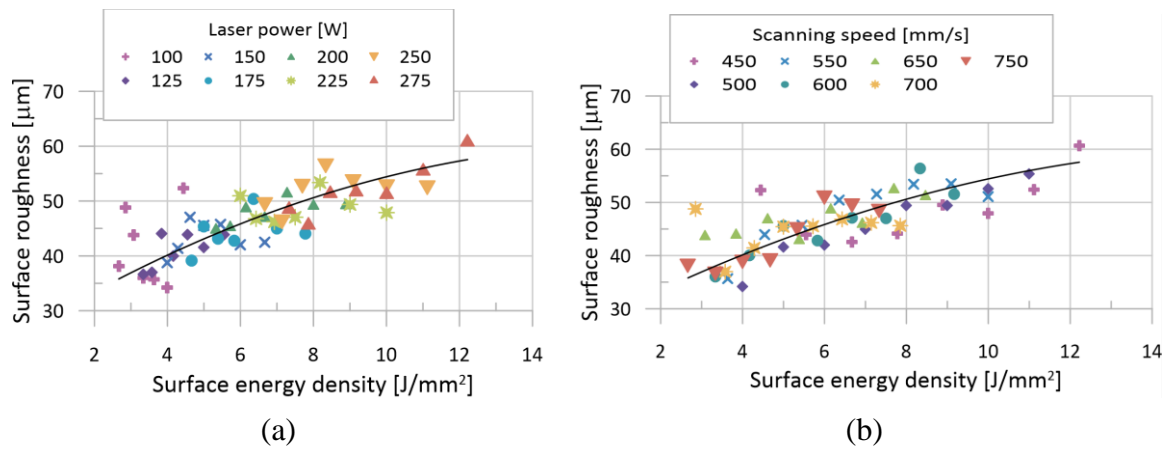 Laser power [W]
100 150 200 250
125 175 225 275
Surface roughness [µm]
70
60
50
40
30
2 4 6 8 10 12 14
Surface energy density [J/mm²]
(a)
Scanning speed [mm/s]
450 550 650 750
500 600 700
Surface roughness [µm]
70
60
50
40
30
2 4 6 8 10 12 14
Surface energy density [J/mm²]
(b)